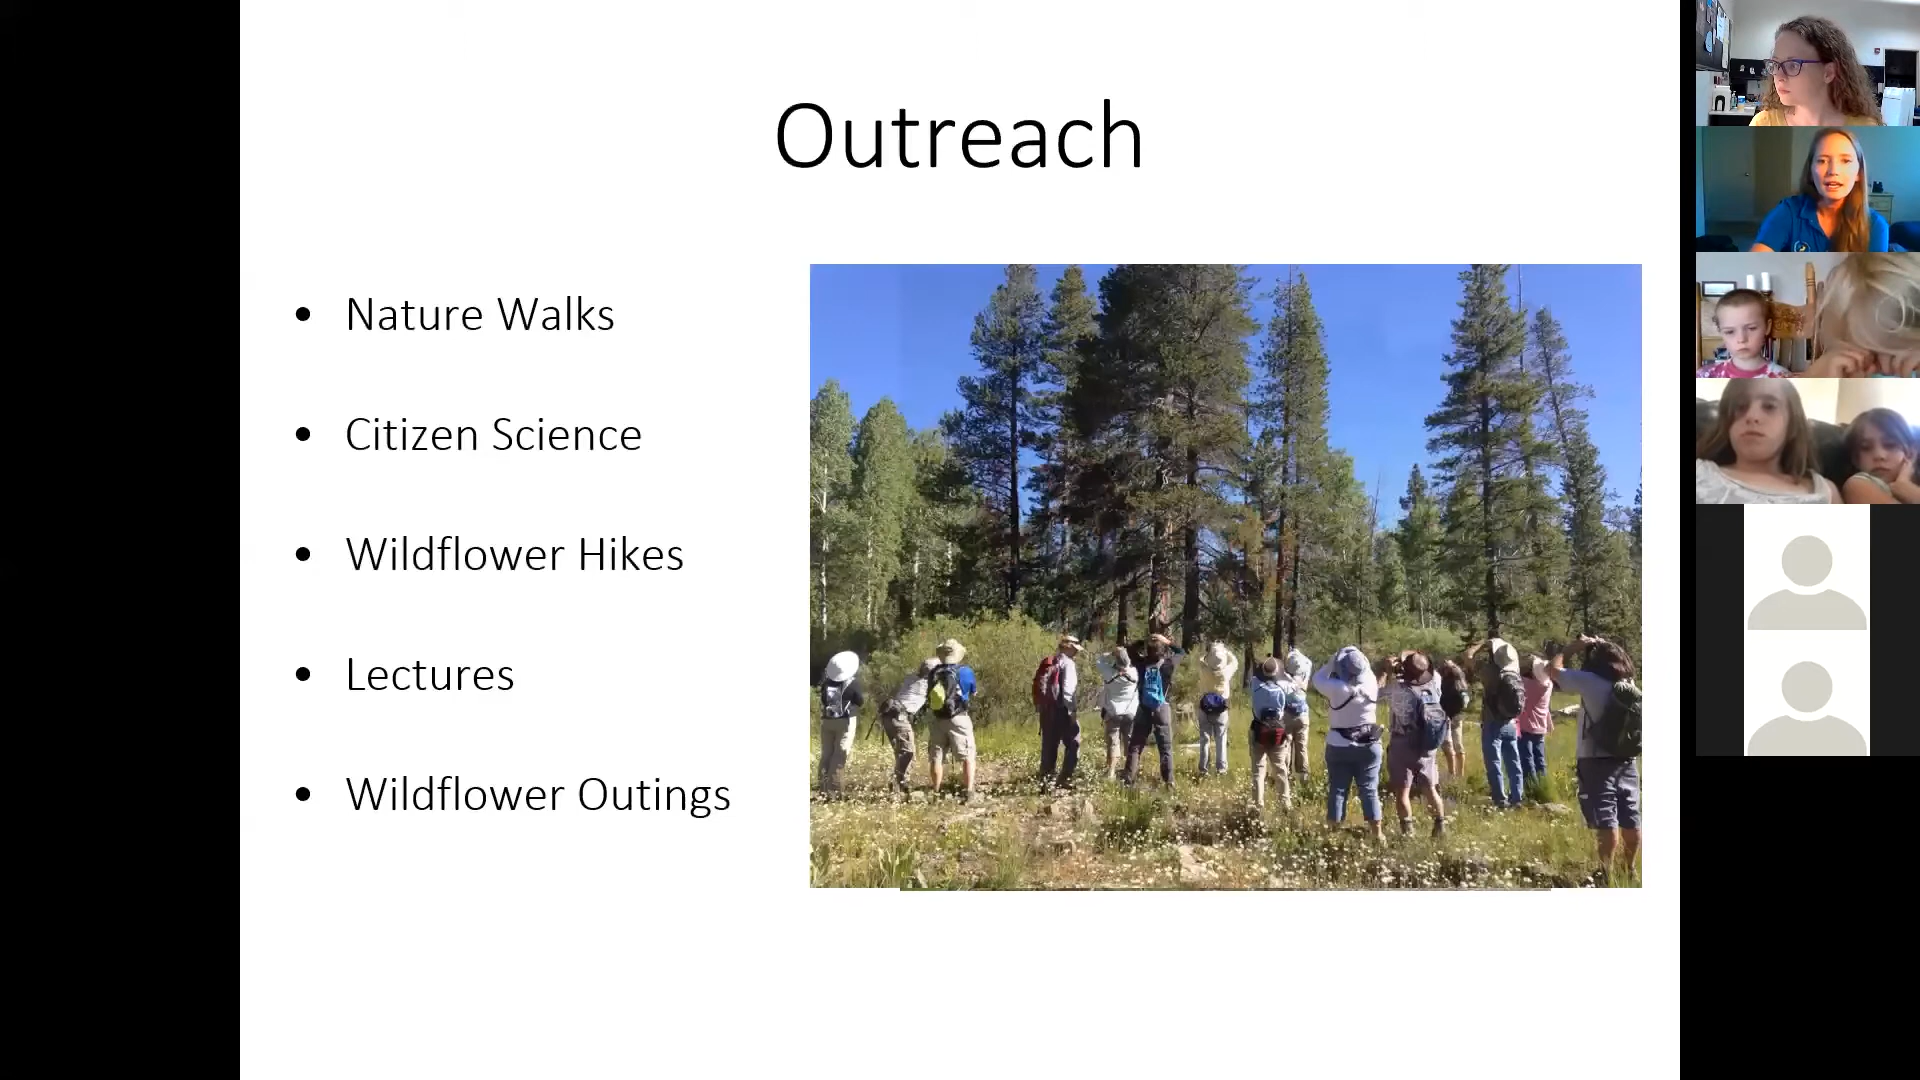 Outreach
• Nature Walks
• Citizen Science
• Wildflower Hikes
• Lectures
• Wildflower Outings